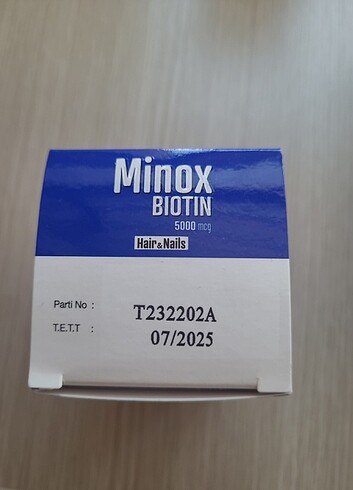 Minox
BIOTIN
5000 mcg
Hair & Nails
Parti No : T232202A
T.E.T.T : 07/2025